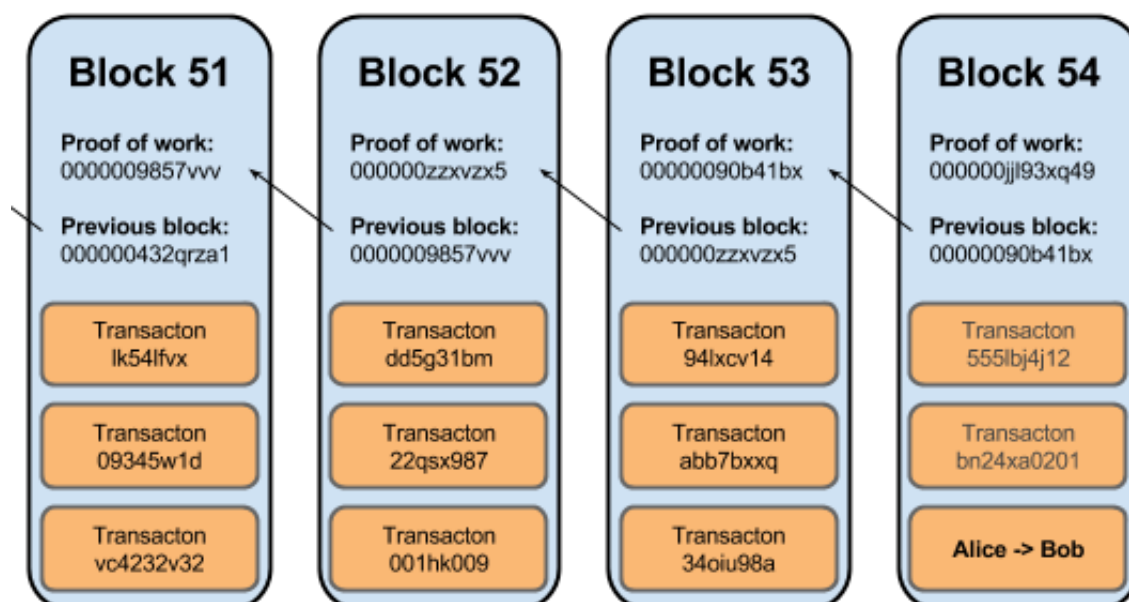 Block 51
Proof of work:
0000009857vvv
Previous block:
000000432qrza1
Transacton
lk54lfvx
Transacton
09345w1d
Transacton
vc4232v32
Block 52
Proof of work:
000000zzxvzx5
Previous block:
0000009857vvv
Transacton
dd5g31bm
Transacton
22qsx987
Transacton
001hk009
Block 53
Proof of work:
00000090b41bx
Previous block:
000000zzxvzx5
Transacton
94lxcv14
Transacton
abb7bxxq
Transacton
34oiu98a
Block 54
Proof of work:
000000jjl93xq49
Previous block:
00000090b41bx
Transacton
555lbj4j12
Transacton
bn24xa0201
Alice -> Bob